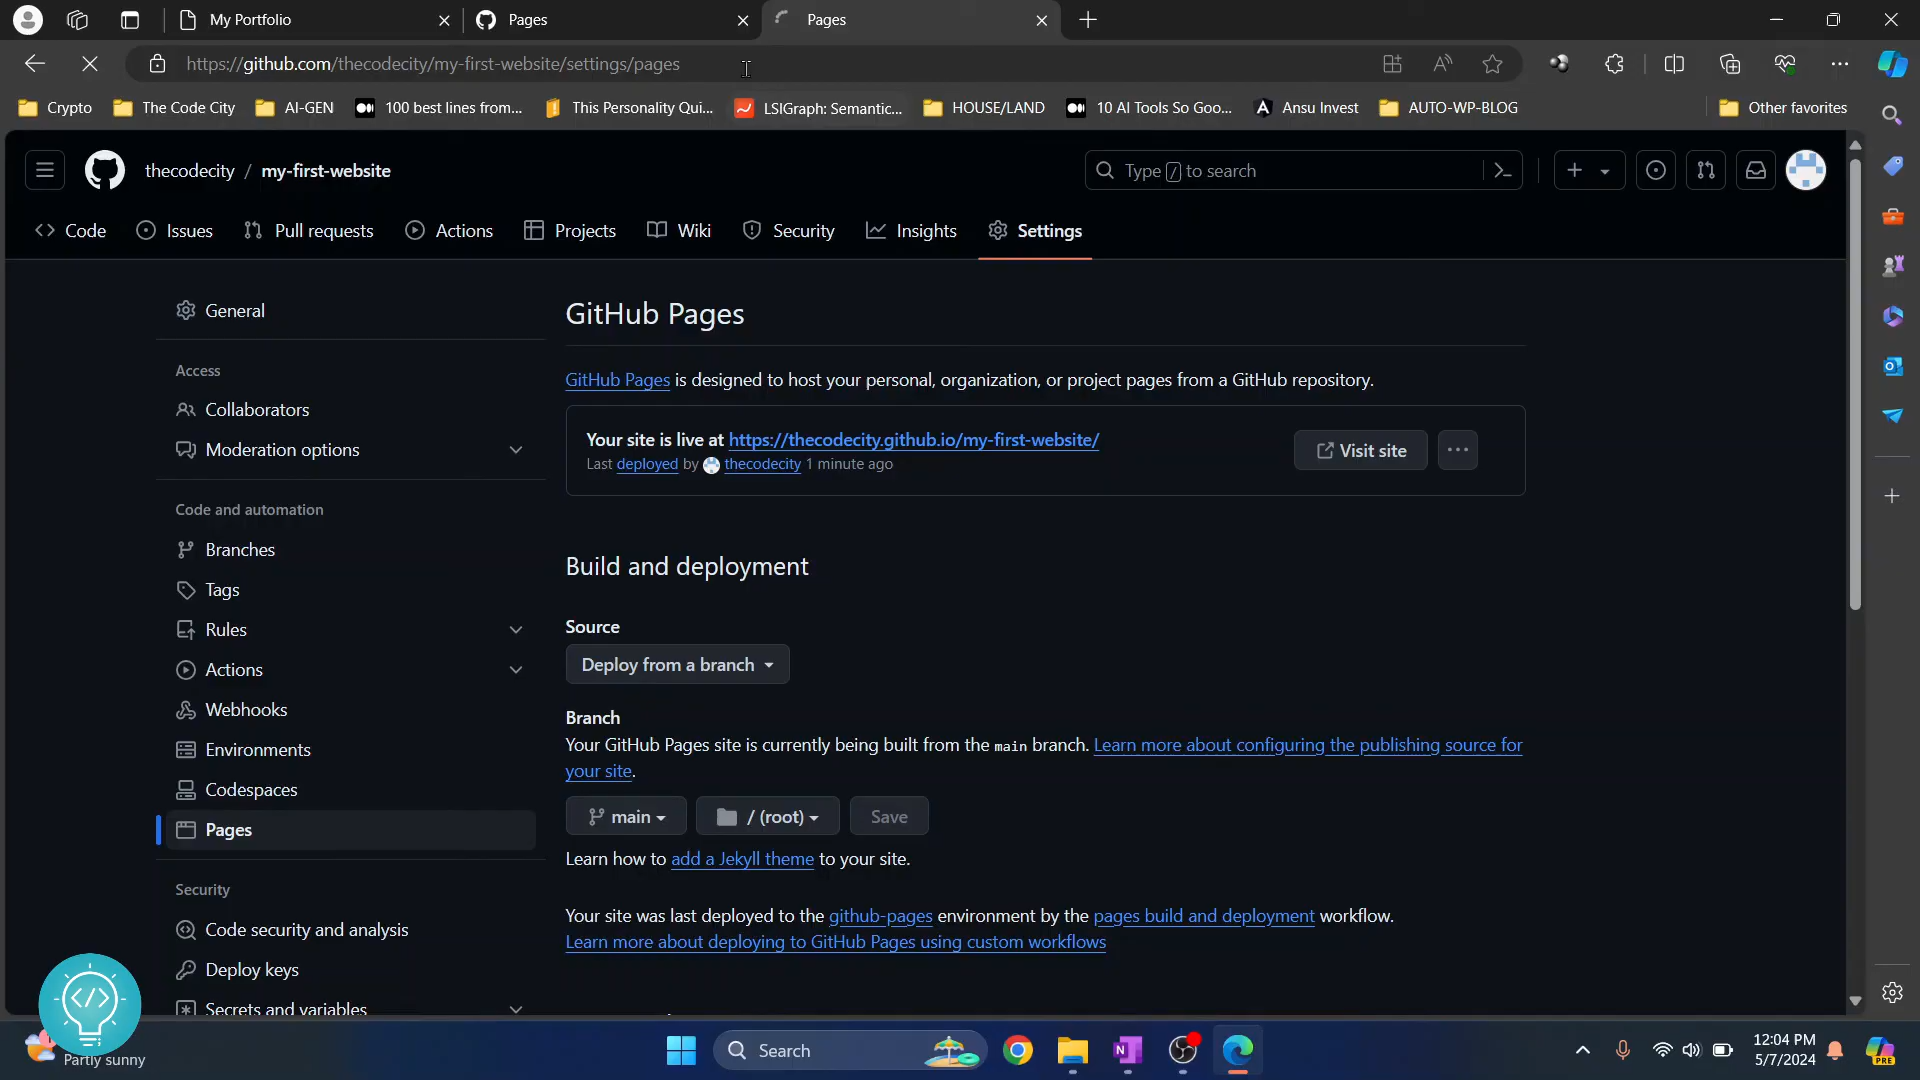 My Portfolio
Pages
Pages
https://github.com/thecodecity/my-first-website/settings/pages
Crypto
The Code City
AI-GEN
100 best lines from...
This Personality Qui...
LSIGraph: Semantic...
HOUSE/LAND
10 AI Tools So Goo...
Ansu Invest
AUTO-WP-BLOG
Other favorites
thecodecity / my-first-website
Type / to search
Code
Issues
Pull requests
Actions
Projects
Wiki
Security
Insights
Settings
General
Access
Collaborators
Moderation options
Code and automation
Branches
Tags
Rules
Actions
Webhooks
Environments
Codespaces
Pages
Security
Code security and analysis
Deploy keys
Secrets and variables
GitHub Pages
GitHub Pages is designed to host your personal, organization, or project pages from a GitHub repository.
Your site is live at https://thecodecity.github.io/my-first-website/
Last deployed by thecodecity 1 minute ago
Visit site
Build and deployment
Source
Deploy from a branch
Branch
Your GitHub Pages site is currently being built from the main branch. Learn more about configuring the publishing source for
your site.
main
/ (root)
Save
Learn how to add a Jekyll theme to your site.
Your site was last deployed to the github-pages environment by the pages build and deployment workflow.
Learn more about deploying to GitHub Pages using custom workflows
Partly sunny
Search
12:04 PM
5/7/2024
PRE